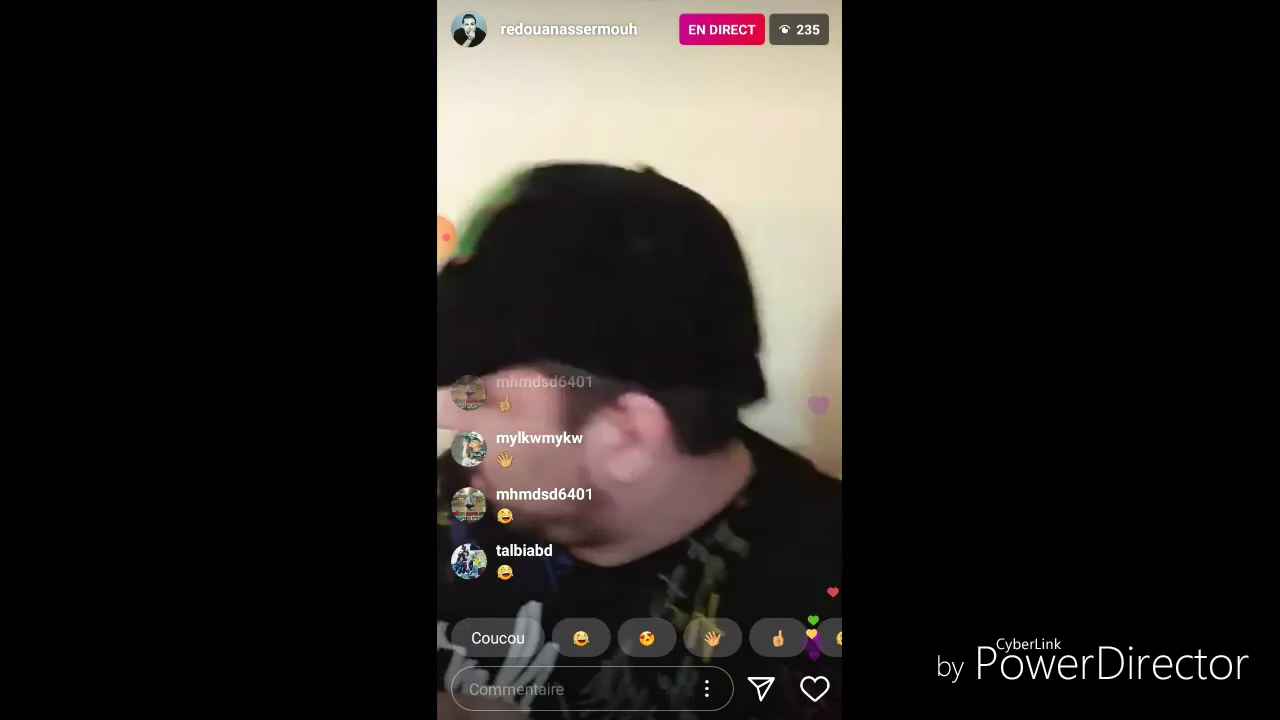 redouanassermouh
EN DIRECT
235
mhmdsd6401
mylkwmykw
mhmdsd6401
talbiabd
Coucou
Commentaire
by CyberLink PowerDirector